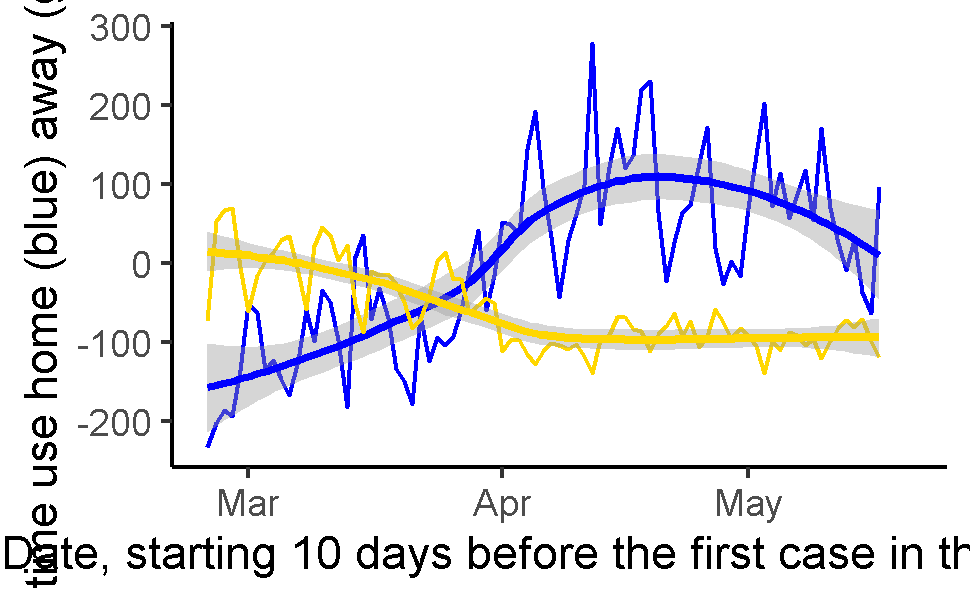 time use home (blue) away (
300
200
100
0
-100
-200
Mar Apr May
Date, starting 10 days before the first case in th